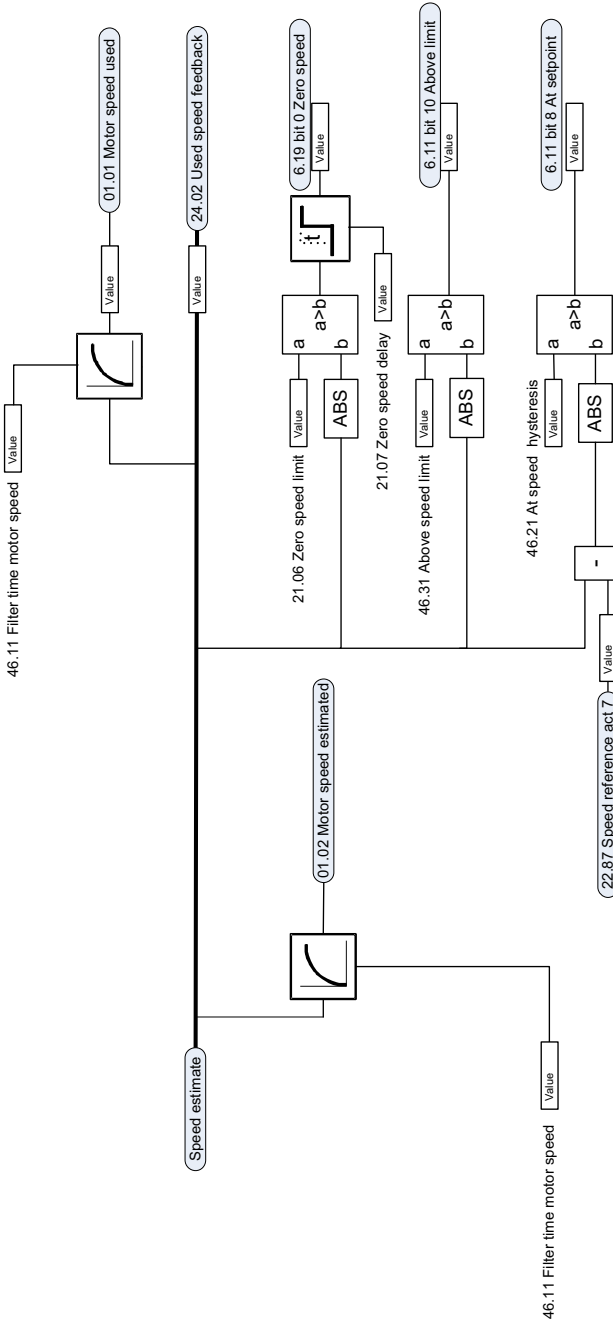 46.11 Filter time motor speed
Value
Value
01.01 Motor speed used
Speed estimate
Value
24.02 Used speed feedback
01.02 Motor speed estimated
46.11 Filter time motor speed
Value
21.06 Zero speed limit
Value
ABS
a
a>b
b
t
Value
6.19 bit 0 Zero speed
21.07 Zero speed delay
Value
46.31 Above speed limit
Value
ABS
a
a>b
b
Value
6.11 bit 10 Above limit
46.21 At speed hysteresis
Value
22.87 Speed reference act 7
Value
-
ABS
a
a>b
b
Value
6.11 bit 8 At setpoint